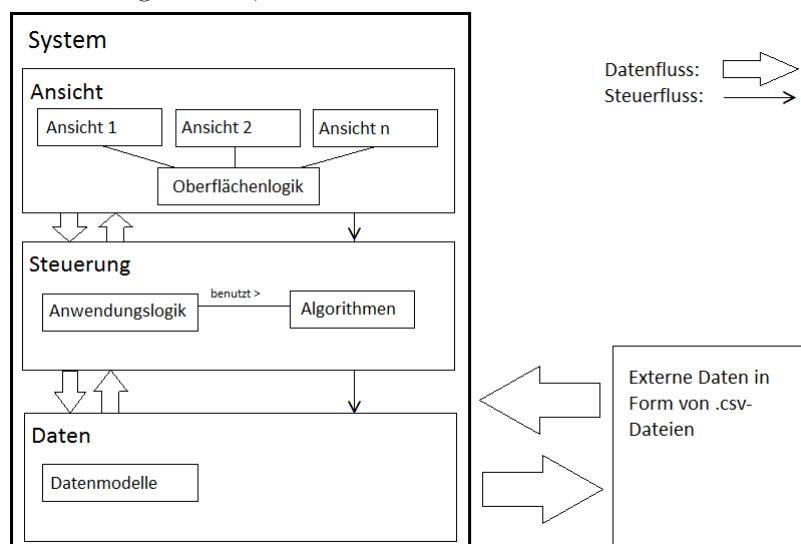 System
Ansicht
Ansicht 1
Ansicht 2
Ansicht n
Oberflächenlogik
Steuerung
Anwendungslogik
benutzt >
Algorithmen
Daten
Datenmodelle
Datenfluss:
Steuerfluss:
Externe Daten in
Form von .csv-
Dateien